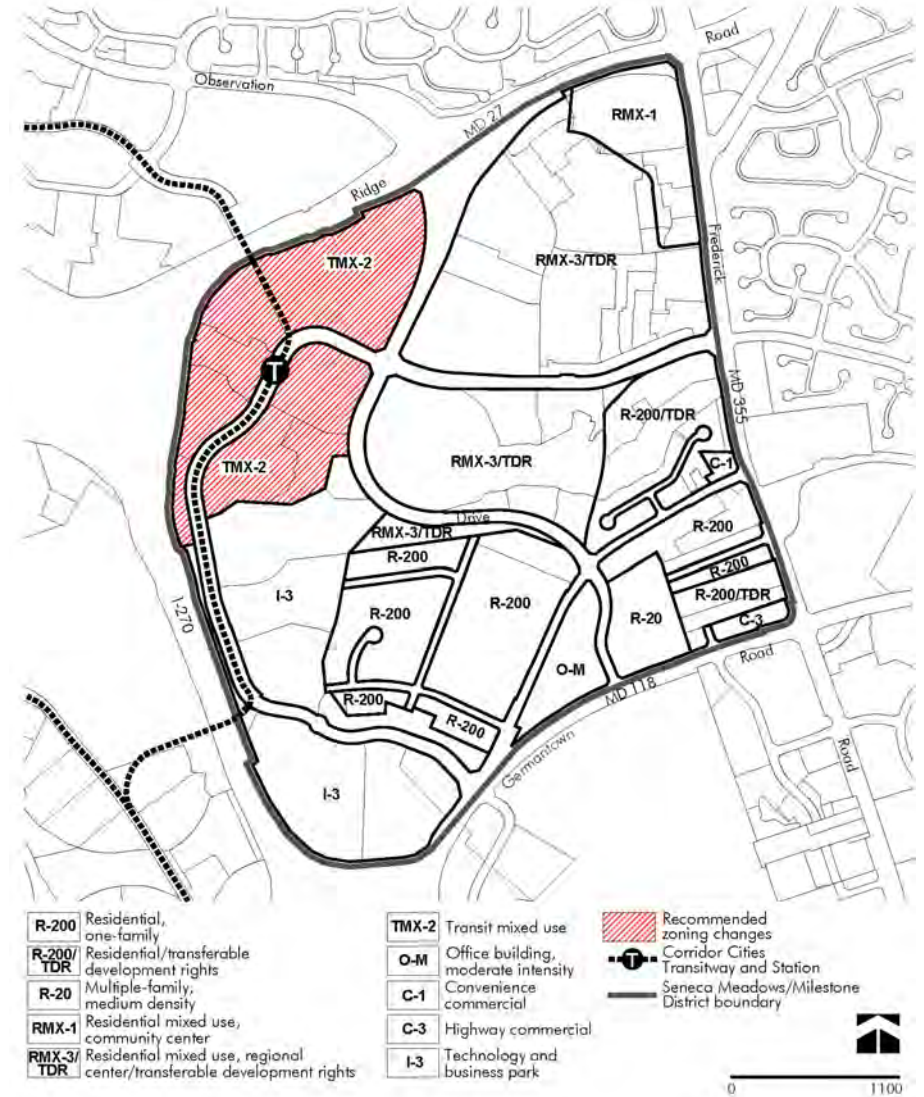 Road
Observation
MD 27
RMX-1
Ridge
Frederick
TMX-2
RMX-3/TDR
T
MD 355
R-200/TDR
C-1
RMX-3/TDR
TMX-2
Drive
R-200
RMX-3/TDR
R-200
R-200
I-3
R-200
R-200
R-200/TDR
R-20
C-3
I-270
Road
O-M
MD 118
R-200
R-200
Germantown
Road
I-3
R-200 Residential,
one-family
R-200/
TDR
Residential/transferable
development rights
R-20 Multiple-family,
medium density
RMX-1 Residential mixed use,
community center
RMX-3/
TDR
Residential mixed use, regional
center/transferable development rights
TMX-2 Transit mixed use
O-M Office building,
moderate intensity
C-1 Convenience
commercial
C-3 Highway commercial
I-3 Technology and
business park
Recommended
zoning changes
T Corridor Cities
Transitway and Station
Seneca Meadows/Milestone
District boundary
0 1100